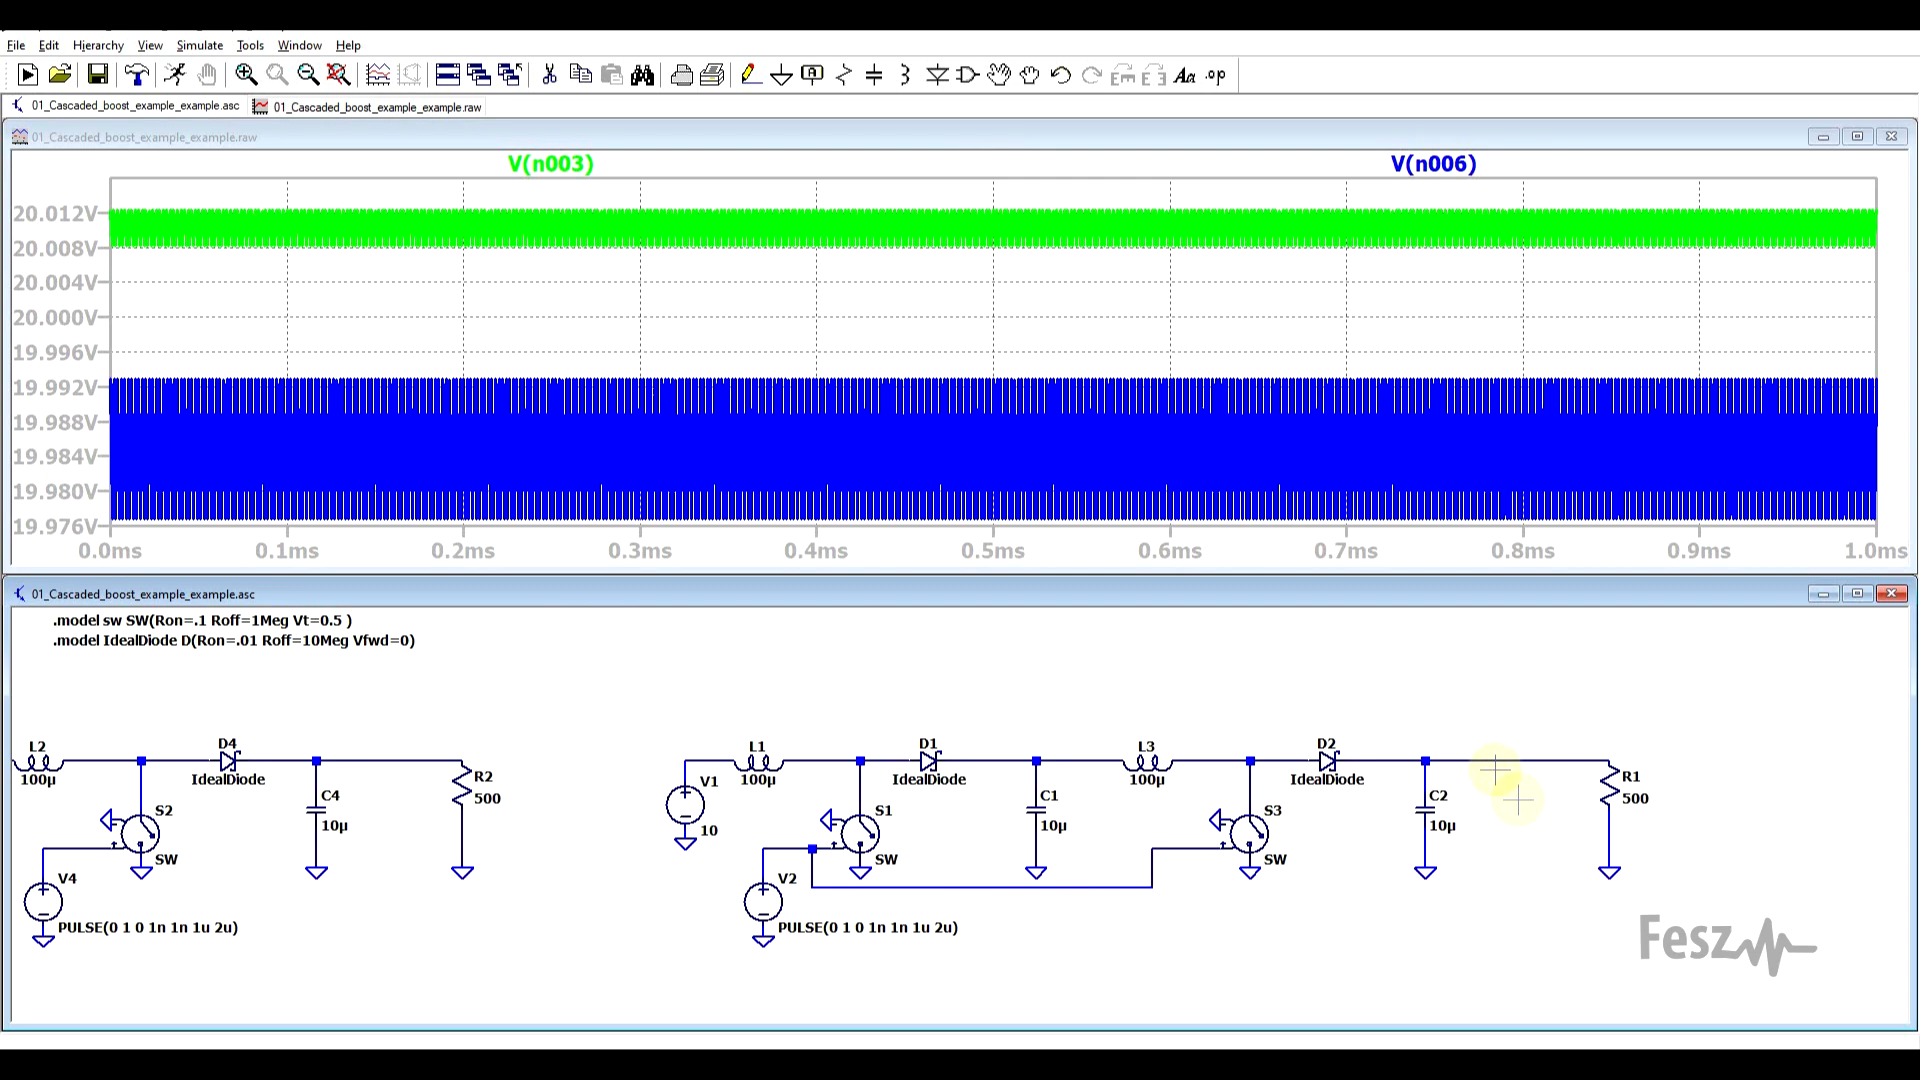 File Edit Hierarchy View Simulate Tools Window Help
Aa .op
01_Cascaded_boost_example_example.asc 01_Cascaded_boost_example_example.raw
01_Cascaded_boost_example_example.raw
V(n003) V(n006)
20.012V
20.008V
20.004V
20.000V
19.996V
19.992V
19.988V
19.984V
19.980V
19.976V
0.0ms 0.1ms 0.2ms 0.3ms 0.4ms 0.5ms 0.6ms 0.7ms 0.8ms 0.9ms 1.0ms
01_Cascaded_boost_example_example.asc
.model sw SW(Ron=.1 Roff=1Meg Vt=0.5 )
.model IdealDiode D(Ron=.01 Roff=10Meg Vfwd=0)
L2 D4 L1 D1 L3 D2
100µ IdealDiode R2 V1 100µ IdealDiode 100µ IdealDiode R1
C4 500 C1 C2 500
S2 S1 S3
10µ 10 10µ 10µ
SW SW SW
V4 V2
PULSE(0 1 0 1n 1n 1u 2u) PULSE(0 1 0 1n 1n 1u 2u)
Fesz